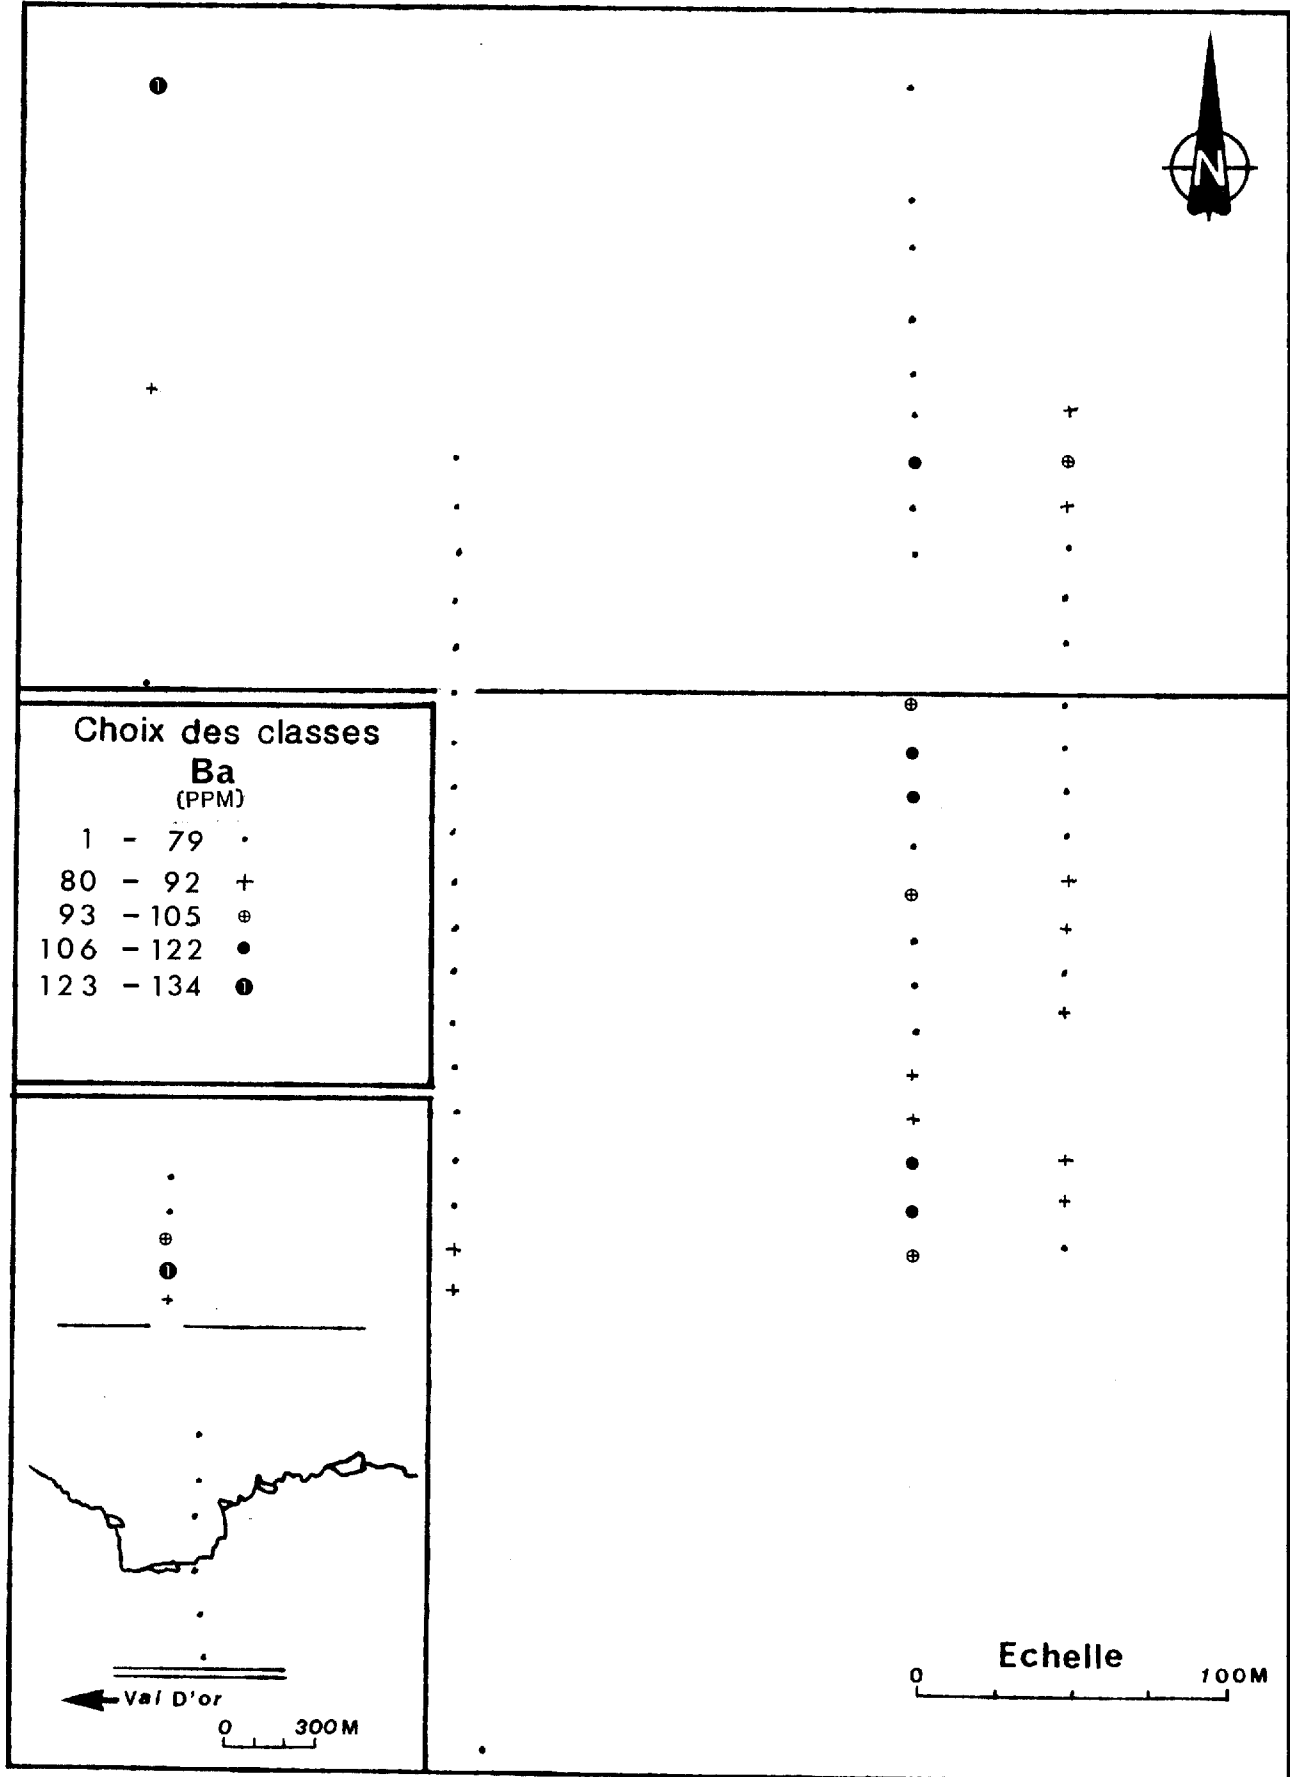 N
Choix des classes
Ba
(PPM)
1 - 79
80 - 92
93 - 105
106 - 122
123 - 134
Val D'or
0 300M
Echelle
0 100M